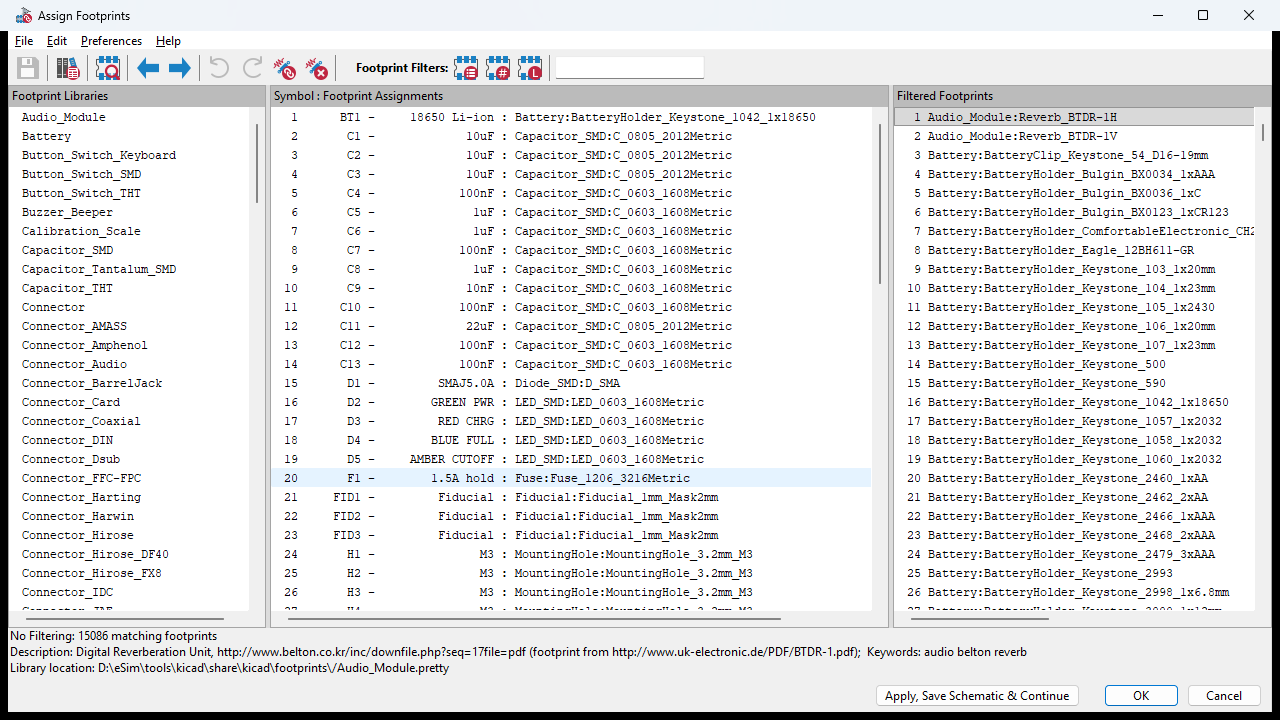 Assign Footprints
File Edit Preferences Help
Footprint Filters:
Footprint Libraries
Audio_Module
Battery
Button_Switch_Keyboard
Button_Switch_SMD
Button_Switch_THT
Buzzer_Beeper
Calibration_Scale
Capacitor_SMD
Capacitor_Tantalum_SMD
Capacitor_THT
Connector
Connector_AMASS
Connector_Amphenol
Connector_Audio
Connector_BarrelJack
Connector_Card
Connector_Coaxial
Connector_DIN
Connector_Dsub
Connector_FFC-FPC
Connector_Harting
Connector_Harwin
Connector_Hirose
Connector_Hirose_DF40
Connector_Hirose_FX8
Connector_IDC
Connector_JAE
Symbol : Footprint Assignments
1 BT1 - 18650 Li-ion : Battery:BatteryHolder_Keystone_1042_1x18650
2 C1 - 10uF : Capacitor_SMD:C_0805_2012Metric
3 C2 - 10uF : Capacitor_SMD:C_0805_2012Metric
4 C3 - 10uF : Capacitor_SMD:C_0805_2012Metric
5 C4 - 100nF : Capacitor_SMD:C_0603_1608Metric
6 C5 - 1uF : Capacitor_SMD:C_0603_1608Metric
7 C6 - 1uF : Capacitor_SMD:C_0603_1608Metric
8 C7 - 100nF : Capacitor_SMD:C_0603_1608Metric
9 C8 - 1uF : Capacitor_SMD:C_0603_1608Metric
10 C9 - 10nF : Capacitor_SMD:C_0603_1608Metric
11 C10 - 100nF : Capacitor_SMD:C_0603_1608Metric
12 C11 - 22uF : Capacitor_SMD:C_0805_2012Metric
13 C12 - 100nF : Capacitor_SMD:C_0603_1608Metric
14 C13 - 100nF : Capacitor_SMD:C_0603_1608Metric
15 D1 - SMAJ5.0A : Diode_SMD:D_SMA
16 D2 - GREEN PWR : LED_SMD:LED_0603_1608Metric
17 D3 - RED CHRG : LED_SMD:LED_0603_1608Metric
18 D4 - BLUE FULL : LED_SMD:LED_0603_1608Metric
19 D5 - AMBER CUTOFF : LED_SMD:LED_0603_1608Metric
20 F1 - 1.5A hold : Fuse:Fuse_1206_3216Metric
21 FID1 - Fiducial : Fiducial:Fiducial_1mm_Mask2mm
22 FID2 - Fiducial : Fiducial:Fiducial_1mm_Mask2mm
23 FID3 - Fiducial : Fiducial:Fiducial_1mm_Mask2mm
24 H1 - M3 : MountingHole:MountingHole_3.2mm_M3
25 H2 - M3 : MountingHole:MountingHole_3.2mm_M3
26 H3 - M3 : MountingHole:MountingHole_3.2mm_M3
27 H4 - M3 : MountingHole:MountingHole_3.2mm_M3
Filtered Footprints
1 Audio_Module:Reverb_BTDR-1H
2 Audio_Module:Reverb_BTDR-1V
3 Battery:BatteryClip_Keystone_54_D16-19mm
4 Battery:BatteryHolder_Bulgin_BX0034_1xAAA
5 Battery:BatteryHolder_Bulgin_BX0036_1xC
6 Battery:BatteryHolder_Bulgin_BX0123_1xCR123
7 Battery:BatteryHolder_ComfortableElectronic_CH2
8 Battery:BatteryHolder_Eagle_12BH611-GR
9 Battery:BatteryHolder_Keystone_103_1x20mm
10 Battery:BatteryHolder_Keystone_104_1x23mm
11 Battery:BatteryHolder_Keystone_105_1x2430
12 Battery:BatteryHolder_Keystone_106_1x20mm
13 Battery:BatteryHolder_Keystone_107_1x23mm
14 Battery:BatteryHolder_Keystone_500
15 Battery:BatteryHolder_Keystone_590
16 Battery:BatteryHolder_Keystone_1042_1x18650
17 Battery:BatteryHolder_Keystone_1057_1x2032
18 Battery:BatteryHolder_Keystone_1058_1x2032
19 Battery:BatteryHolder_Keystone_1060_1x2032
20 Battery:BatteryHolder_Keystone_2460_1xAA
21 Battery:BatteryHolder_Keystone_2462_2xAA
22 Battery:BatteryHolder_Keystone_2466_1xAAA
23 Battery:BatteryHolder_Keystone_2468_2xAAA
24 Battery:BatteryHolder_Keystone_2479_3xAAA
25 Battery:BatteryHolder_Keystone_2993
26 Battery:BatteryHolder_Keystone_2998_1x6.8mm
No Filtering: 15086 matching footprints
Description: Digital Reverberation Unit, http://www.belton.co.kr/inc/downfile.php?seq=17file=pdf (footprint from http://www.uk-electronic.de/PDF/BTDR-1.pdf);  Keywords: audio belton reverb
Library location: D:\eSim\tools\kicad\share\kicad\footprints\/Audio_Module.pretty
Apply, Save Schematic & Continue OK Cancel